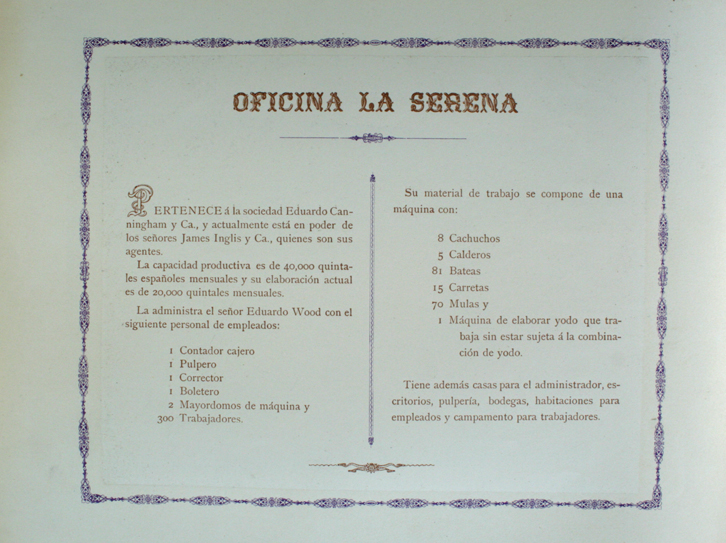 OFICINA LA SERENA
PERTENECE á la sociedad Eduardo Can-
ningham y Ca., y actualmente está en poder de
los señores James Inglis y Ca., quienes son sus
agentes.
La capacidad productiva es de 40,000 quinta-
les españoles mensuales y su elaboración actual
es de 20,000 quintales mensuales.
La administra el señor Eduardo Wood con el
siguiente personal de empleados:
1 Contador cajero
1 Pulpero
1 Corrector
1 Boletero
2 Mayordomos de máquina y
300 Trabajadores.
Su material de trabajo se compone de una
máquina con:
8 Cachuchos
5 Calderos
81 Bateas
15 Carretas
70 Mulas y
1 Máquina de elaborar yodo que tra-
baja sin estar sujeta á la combina-
ción de yodo.
Tiene además casas para el administrador, es-
critorios, pulpería, bodegas, habitaciones para
empleados y campamento para trabajadores.